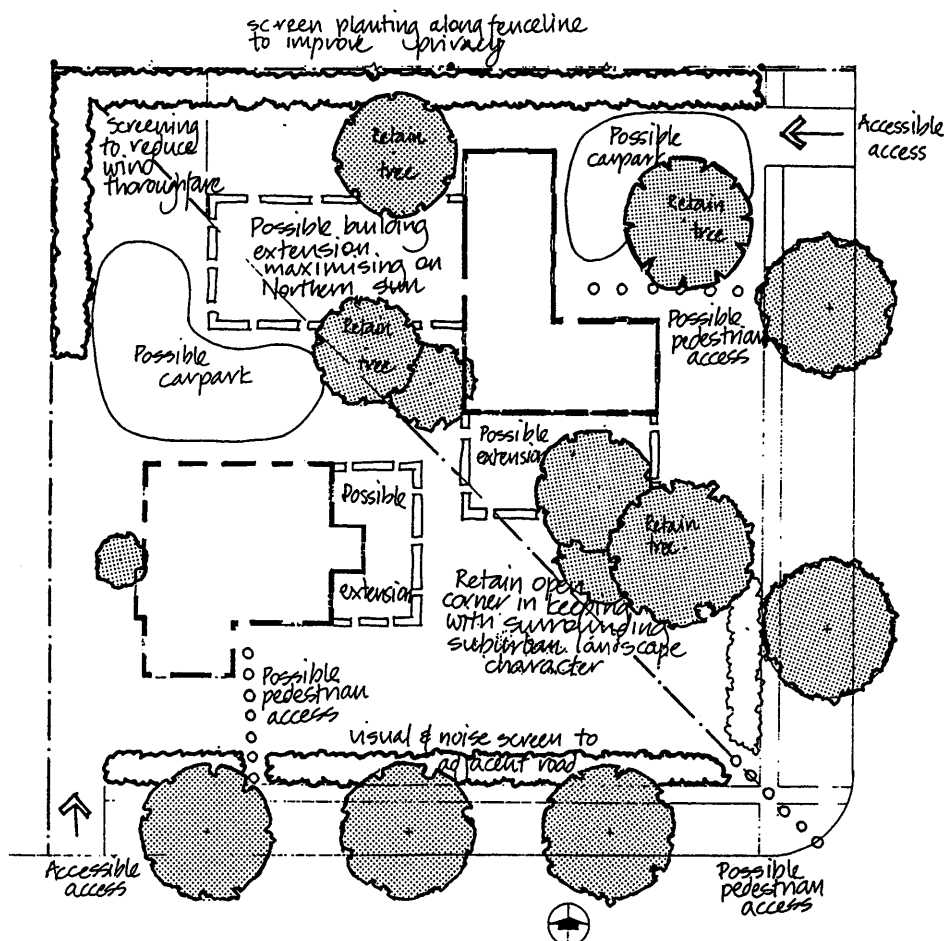 screen planting along fenceline
to improve privacy
Screening
to reduce
wind
thoroughfare
Retain
tree
Possible
carpark
Accessible
access
Retain
tree
Possible building
extension
maximising on
Northern sun
Possible
pedestrian
access
Retain
tree
Possible
carpark
Possible
extension
Possible
extension
Retain
tree
Retain open
corner in keeping
with surrounding
suburban landscape
character
Possible
pedestrian
access
visual & noise screen to
adjacent road
Accessible
access
Possible
pedestrian
access